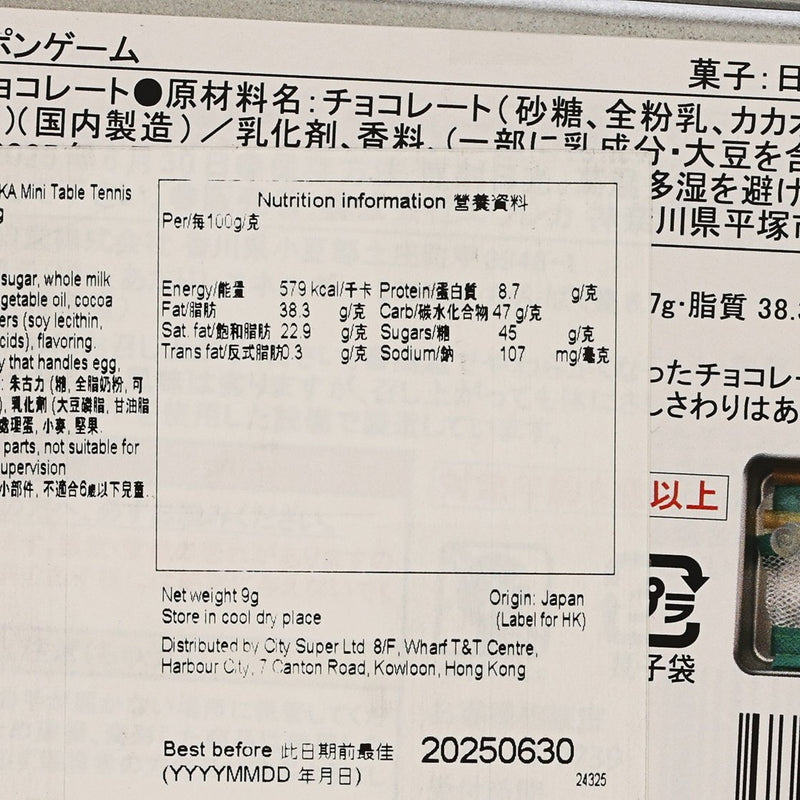 ポンゲーム
菓子:日
ョコレート●原材料名:チョコレート(砂糖、全粉乳、カカオ
)(国内製造)/乳化剤、香料、(一部に乳成分・大豆を含
多湿を避け
川県平塚市
KA Mini Table Tennis
g
sugar, whole milk
getable oil, cocoa
ers (soy lecithin,
cids), flavoring.
y that handles egg,
: 朱古力 (糖, 全脂奶粉, 可
), 乳化劑 (大豆磷脂, 甘油脂
處理蛋, 小麥, 堅果.
parts, not suitable for
upervision
小部件, 不適合6歲以下兒童.
Nutrition information 營養資料
Per/每100g/克
Energy/能量 579 kcal/千卡 Protein/蛋白質 8.7 g/克
Fat/脂肪 38.3 g/克 Carb/碳水化合物 47 g/克
Sat. fat/飽和脂肪 22.9 g/克 Sugars/糖 45 g/克
Trans fat/反式脂肪0.3 g/克 Sodium/鈉 107 mg/毫克
Net weight 9g Origin: Japan
Store in cool dry place (Label for HK)
Distributed by City Super Ltd 8/F, Wharf T&T Centre,
Harbour City, 7 Canton Road, Kowloon, Hong Kong
Best before 此日期前最佳 20250630
(YYYYMMDD 年月日) 24325
7g・脂質 38.
ったチョコレー
しさわりはあ
以上
プラ
子袋